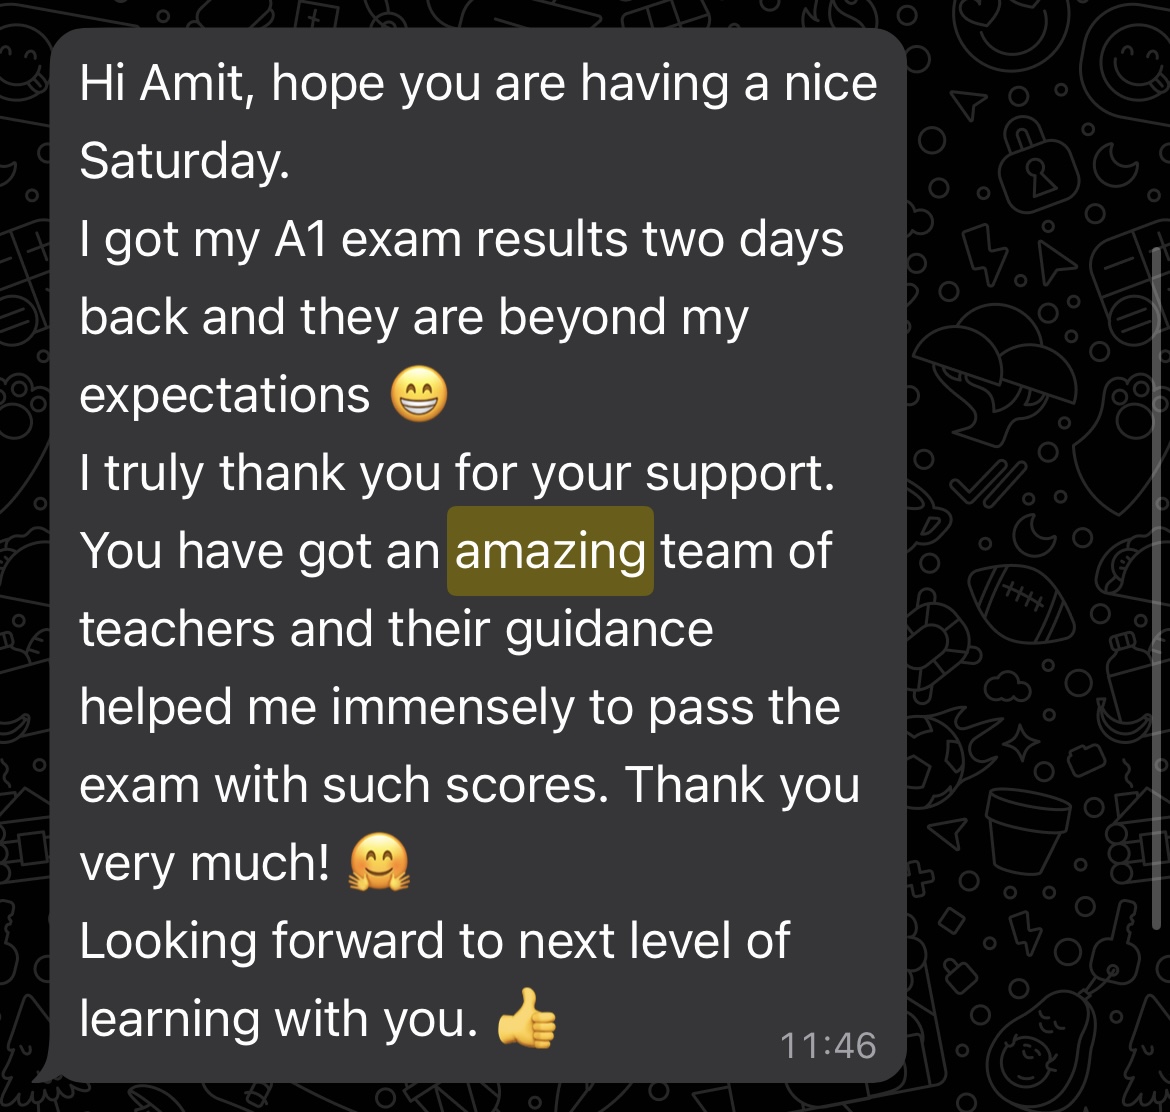 Hi Amit, hope you are having a nice
Saturday.
I got my A1 exam results two days
back and they are beyond my
expectations 😁
I truly thank you for your support.
You have got an amazing team of
teachers and their guidance
helped me immensely to pass the
exam with such scores. Thank you
very much! 🤗
Looking forward to next level of
learning with you. 👍
11:46